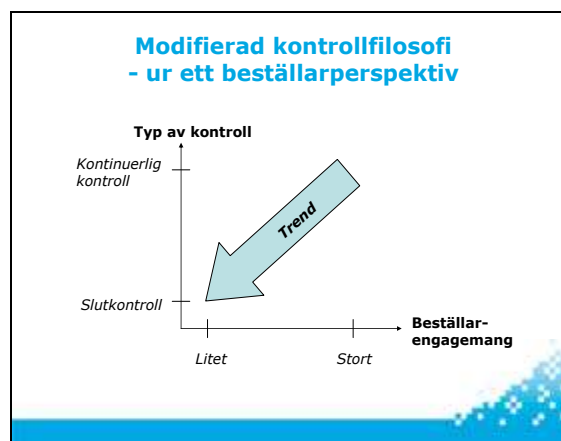 Modifierad kontrollfilosofi
- ur ett beställarperspektiv
Typ av kontroll
Kontinuerlig
kontroll
Trend
Slutkontroll
Beställar-
engagemang
Litet
Stort